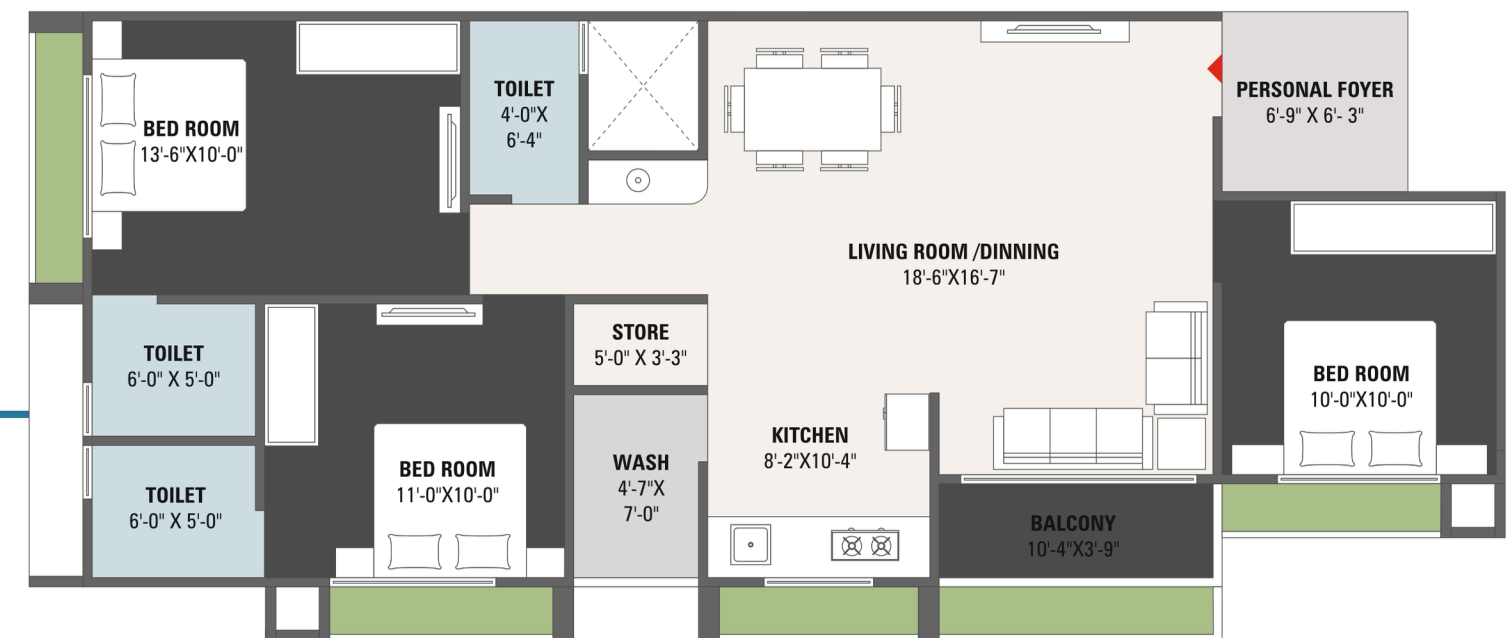 TOILET
4'-0"X
6'-4"
PERSONAL FOYER
6'-9" X 6'- 3"
BED ROOM
13'-6"X10'-0"
LIVING ROOM /DINNING
18'-6"X16'-7"
STORE
5'-0" X 3'-3"
TOILET
6'-0" X 5'-0"
BED ROOM
10'-0"X10'-0"
KITCHEN
8'-2"X10'-4"
WASH
4'-7"X
7'-0"
BED ROOM
11'-0"X10'-0"
TOILET
6'-0" X 5'-0"
BALCONY
10'-4"X3'-9"